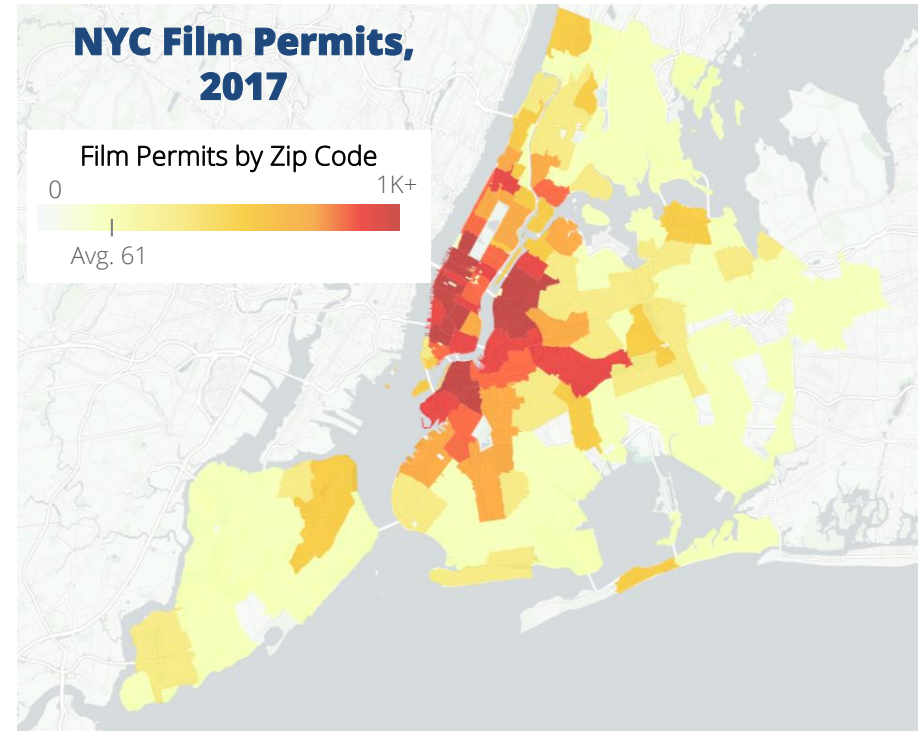 NYC Film Permits,
2017
Film Permits by Zip Code
0 1K+
Avg. 61